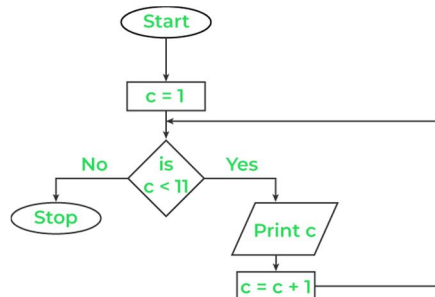 Start
c = 1
is
c < 11
No
Yes
Stop
Print c
c = c + 1